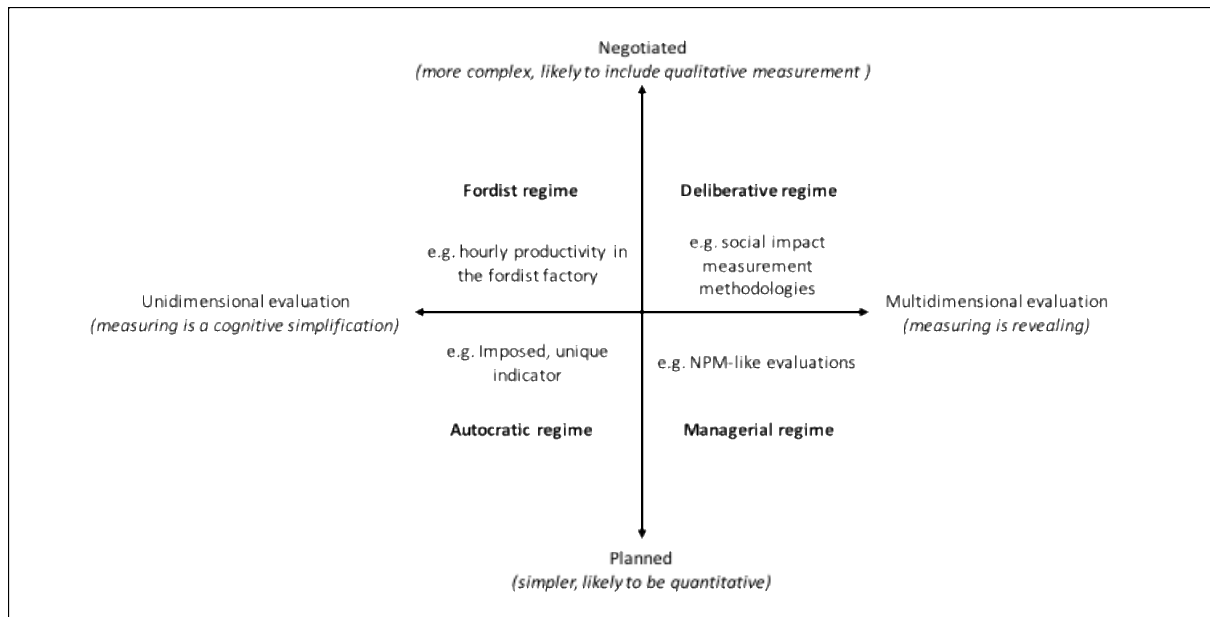 Negotiated
(more complex, likely to include qualitative measurement )
Fordist regime
Deliberative regime
e.g. hourly productivity in
the fordist factory
e.g. social impact
measurement
methodologies
Unidimensional evaluation
(measuring is a cognitive simplification)
Multidimensional evaluation
(measuring is revealing)
e.g. Imposed, unique
indicator
e.g. NPM-like evaluations
Autocratic regime
Managerial regime
Planned
(simpler, likely to be quantitative)